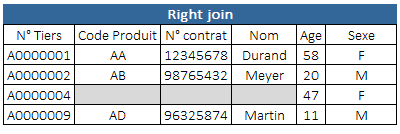 Right join
N° Tiers Code Produit N° contrat Nom Age Sexe
A0000001 AA 12345678 Durand 58 F
A0000002 AB 98765432 Meyer 20 M
A0000004 47 F
A0000009 AD 96325874 Martin 11 M